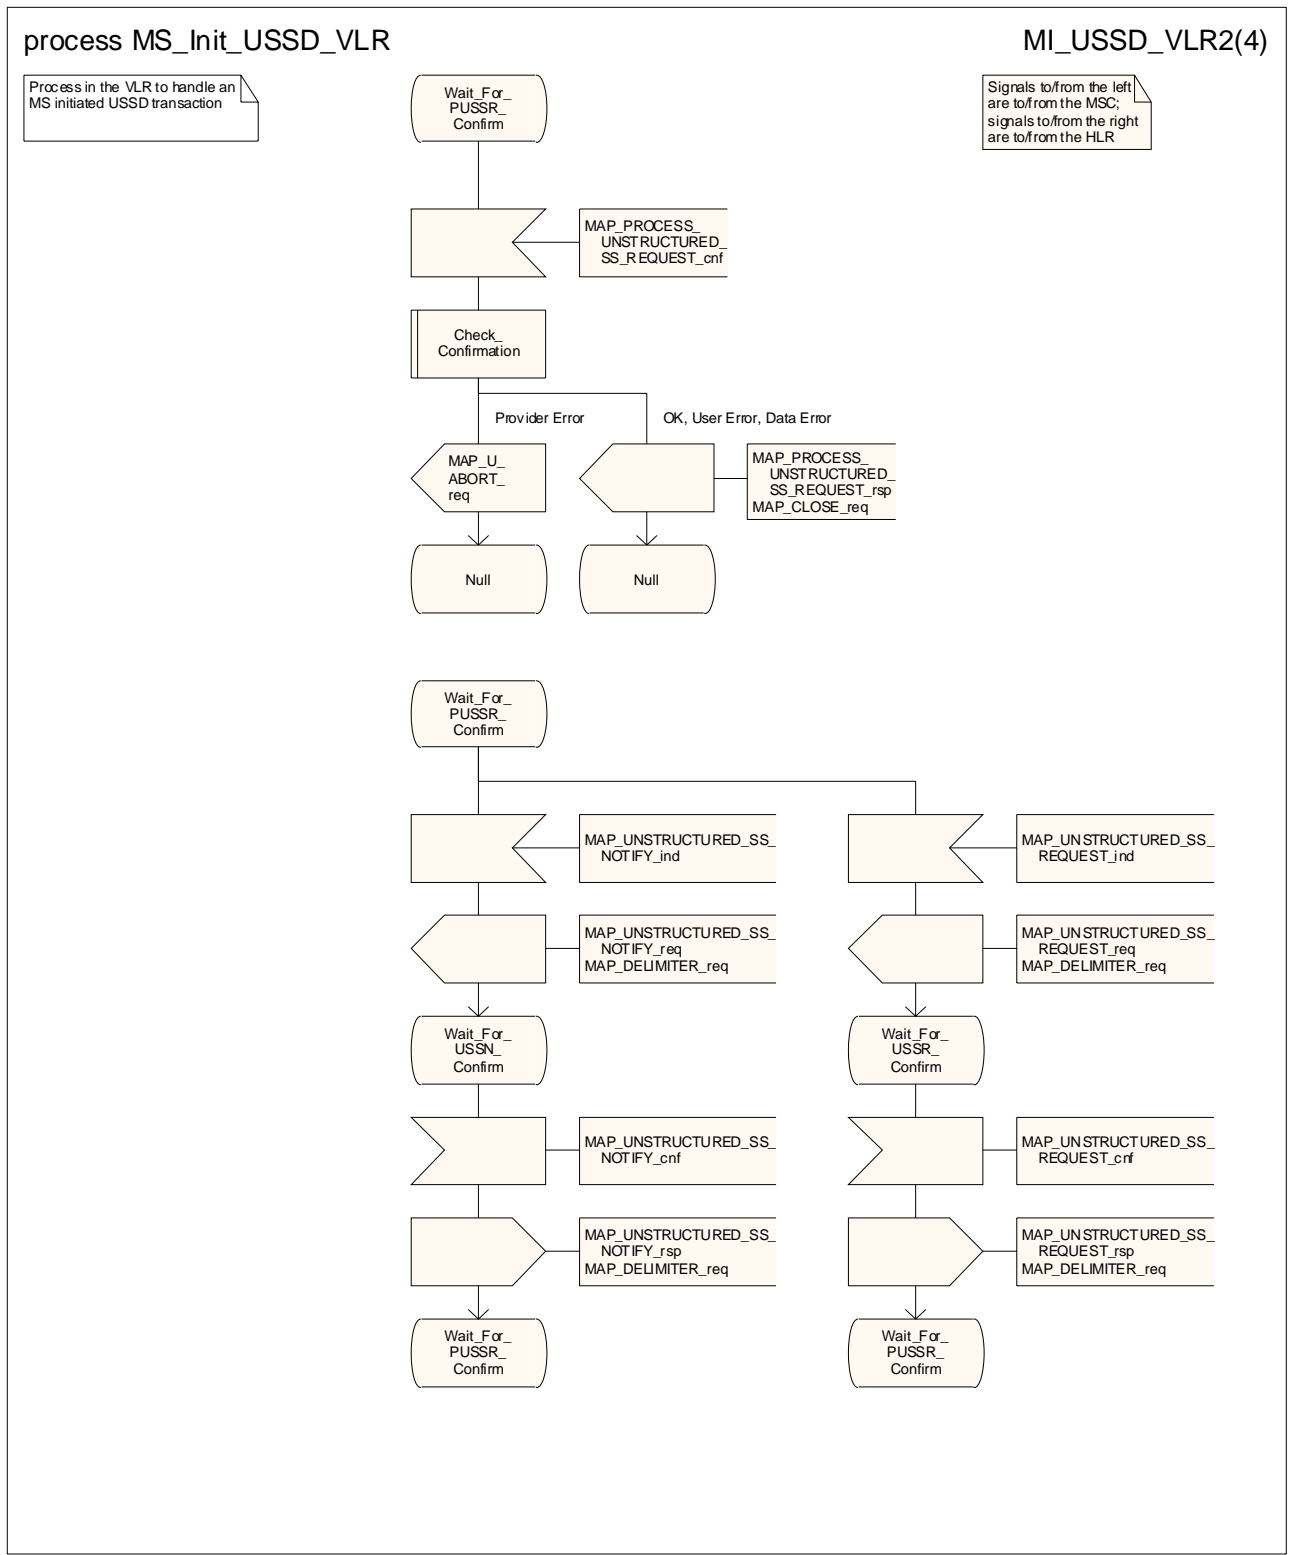 process MS_Init_USSD_VLR
MI_USSD_VLR2(4)
Process in the VLR to handle an
MS initiated USSD transaction
Signals to/from the left
are to/from the MSC;
signals to/from the right
are to/from the HLR
Wait_For_
PUSSR_
Confirm
MAP_PROCESS_
UNSTRUCTURED_
SS_REQUEST_cnf
Check_
Confirmation
Provider Error
OK, User Error, Data Error
MAP_U_
ABORT_
req
MAP_PROCESS_
UNSTRUCTURED_
SS_REQUEST_rsp
MAP_CLOSE_req
Null
Null
Wait_For_
PUSSR_
Confirm
MAP_UNSTRUCTURED_SS_
NOTIFY_ind
MAP_UNSTRUCTURED_SS_
REQUEST_ind
MAP_UNSTRUCTURED_SS_
NOTIFY_req
MAP_DELIMITER_req
MAP_UNSTRUCTURED_SS_
REQUEST_req
MAP_DELIMITER_req
Wait_For_
USSN_
Confirm
Wait_For_
USSR_
Confirm
MAP_UNSTRUCTURED_SS_
NOTIFY_cnf
MAP_UNSTRUCTURED_SS_
REQUEST_cnf
MAP_UNSTRUCTURED_SS_
NOTIFY_rsp
MAP_DELIMITER_req
MAP_UNSTRUCTURED_SS_
REQUEST_rsp
MAP_DELIMITER_req
Wait_For_
PUSSR_
Confirm
Wait_For_
PUSSR_
Confirm